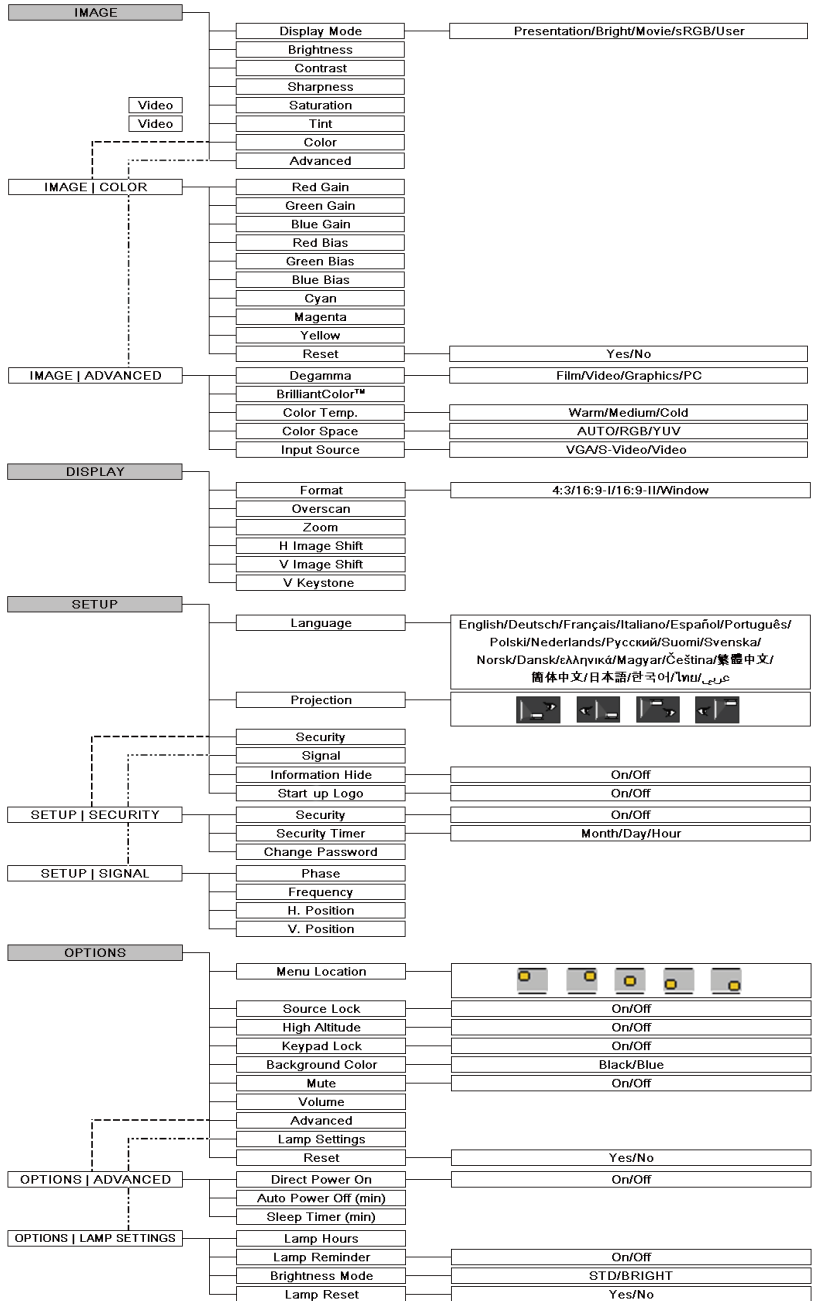 IMAGE
Display Mode Presentation/Bright/Movie/sRGB/User
Brightness
Contrast
Sharpness
Video Saturation
Video Tint
Color
Advanced
IMAGE | COLOR Red Gain
Green Gain
Blue Gain
Red Bias
Green Bias
Blue Bias
Cyan
Magenta
Yellow
Reset Yes/No
IMAGE | ADVANCED Degamma Film/Video/Graphics/PC
BrilliantColor™
Color Temp. Warm/Medium/Cold
Color Space AUTO/RGB/YUV
Input Source VGA/S-Video/Video
DISPLAY
Format 4:3/16:9-I/16:9-II/Window
Overscan
Zoom
H Image Shift
V Image Shift
V Keystone
SETUP
Language English/Deutsch/Français/Italiano/Español/Português/
Polski/Nederlands/Русский/Suomi/Svenska/
Norsk/Dansk/ελληνικά/Magyar/Čeština/繁體中文/
簡体中文/日本語/한국어/ไทย/عربي
Projection
Security
Signal
Information Hide On/Off
Start up Logo On/Off
SETUP | SECURITY Security On/Off
Security Timer Month/Day/Hour
Change Password
SETUP | SIGNAL Phase
Frequency
H. Position
V. Position
OPTIONS
Menu Location
Source Lock On/Off
High Altitude On/Off
Keypad Lock On/Off
Background Color Black/Blue
Mute On/Off
Volume
Advanced
Lamp Settings
Reset Yes/No
OPTIONS | ADVANCED Direct Power On On/Off
Auto Power Off (min)
Sleep Timer (min)
OPTIONS | LAMP SETTINGS Lamp Hours
Lamp Reminder On/Off
Brightness Mode STD/BRIGHT
Lamp Reset Yes/No